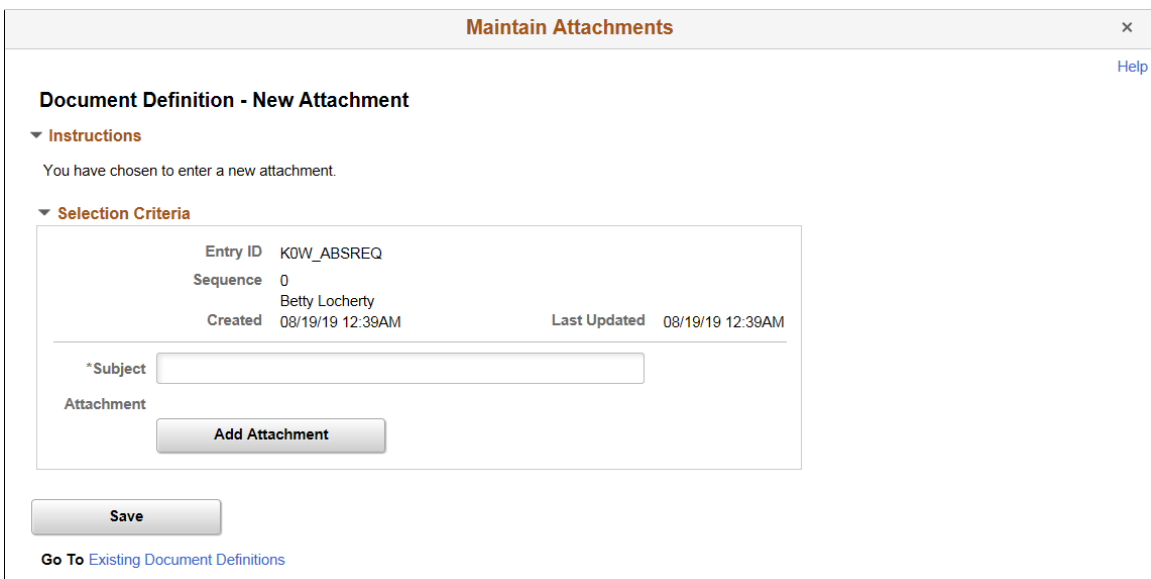 Maintain Attachments ×
Help
Document Definition - New Attachment
Instructions
You have chosen to enter a new attachment.
Selection Criteria
Entry ID K0W_ABSREQ
Sequence 0
Betty Locherty
Created 08/19/19 12:39AM Last Updated 08/19/19 12:39AM
*Subject
Attachment
Add Attachment
Save
Go To Existing Document Definitions